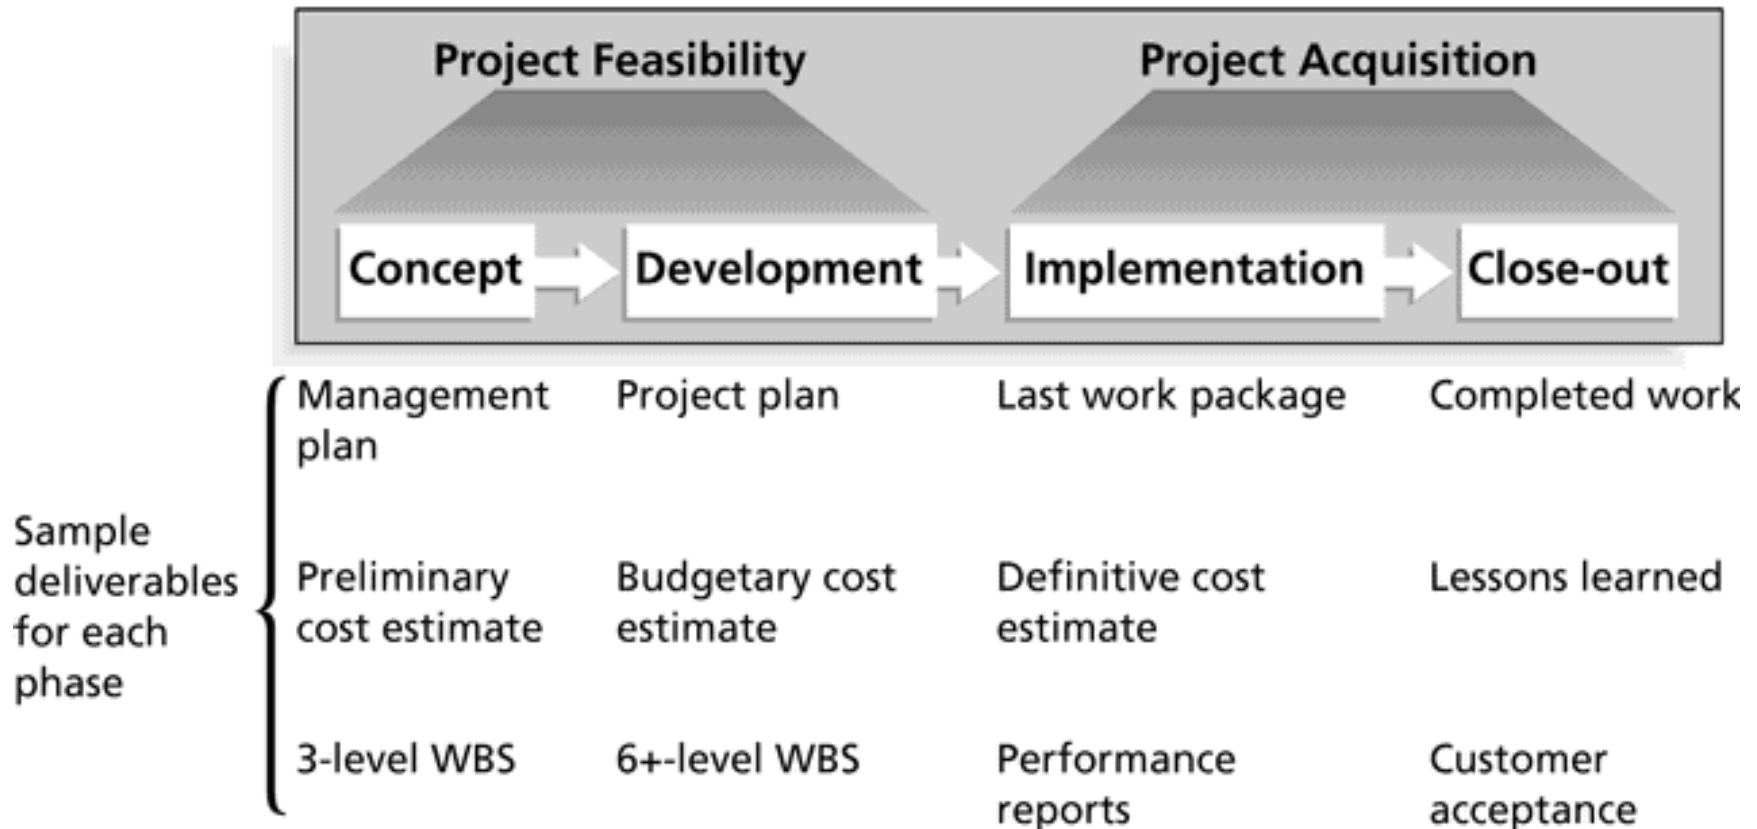 Project Feasibility
Project Acquisition
Concept
Development
Implementation
Close-out
Sample
deliverables
for each
phase
Management
plan
Project plan
Last work package
Completed work
Preliminary
cost estimate
Budgetary cost
estimate
Definitive cost
estimate
Lessons learned
3-level WBS
6+-level WBS
Performance
reports
Customer
acceptance